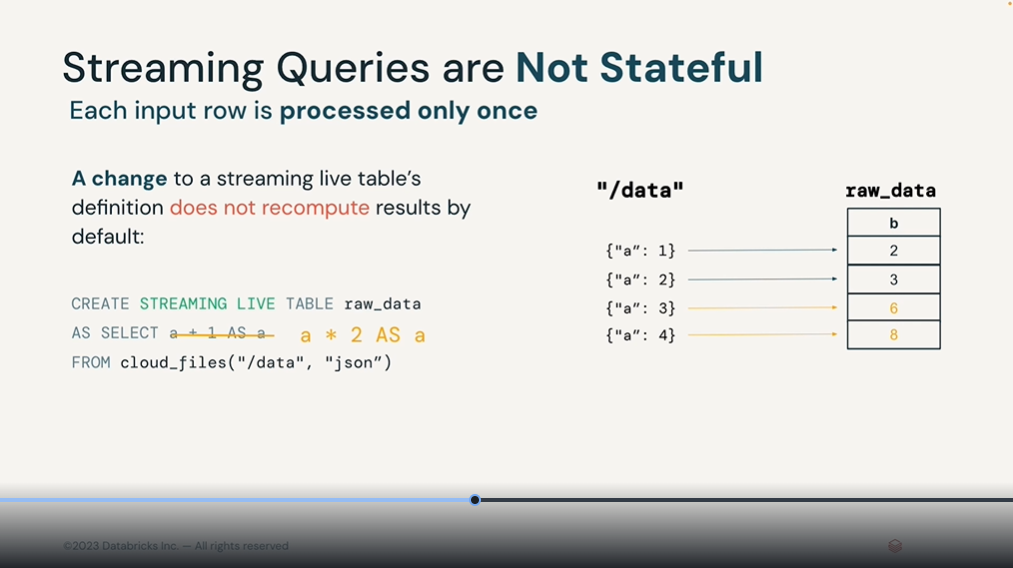 Streaming Queries are Not Stateful
Each input row is processed only once
A change to a streaming live table’s
definition does not recompute results by
default:
CREATE STREAMING LIVE TABLE raw_data
AS SELECT a + 1 AS a a * 2 AS a
FROM cloud_files("/data", "json”)
"/data"
{"a”: 1}
{"a”: 2}
{"a”: 3}
{"a”: 4}
raw_data
b
2
3
6
8
©2023 Databricks Inc. — All rights reserved